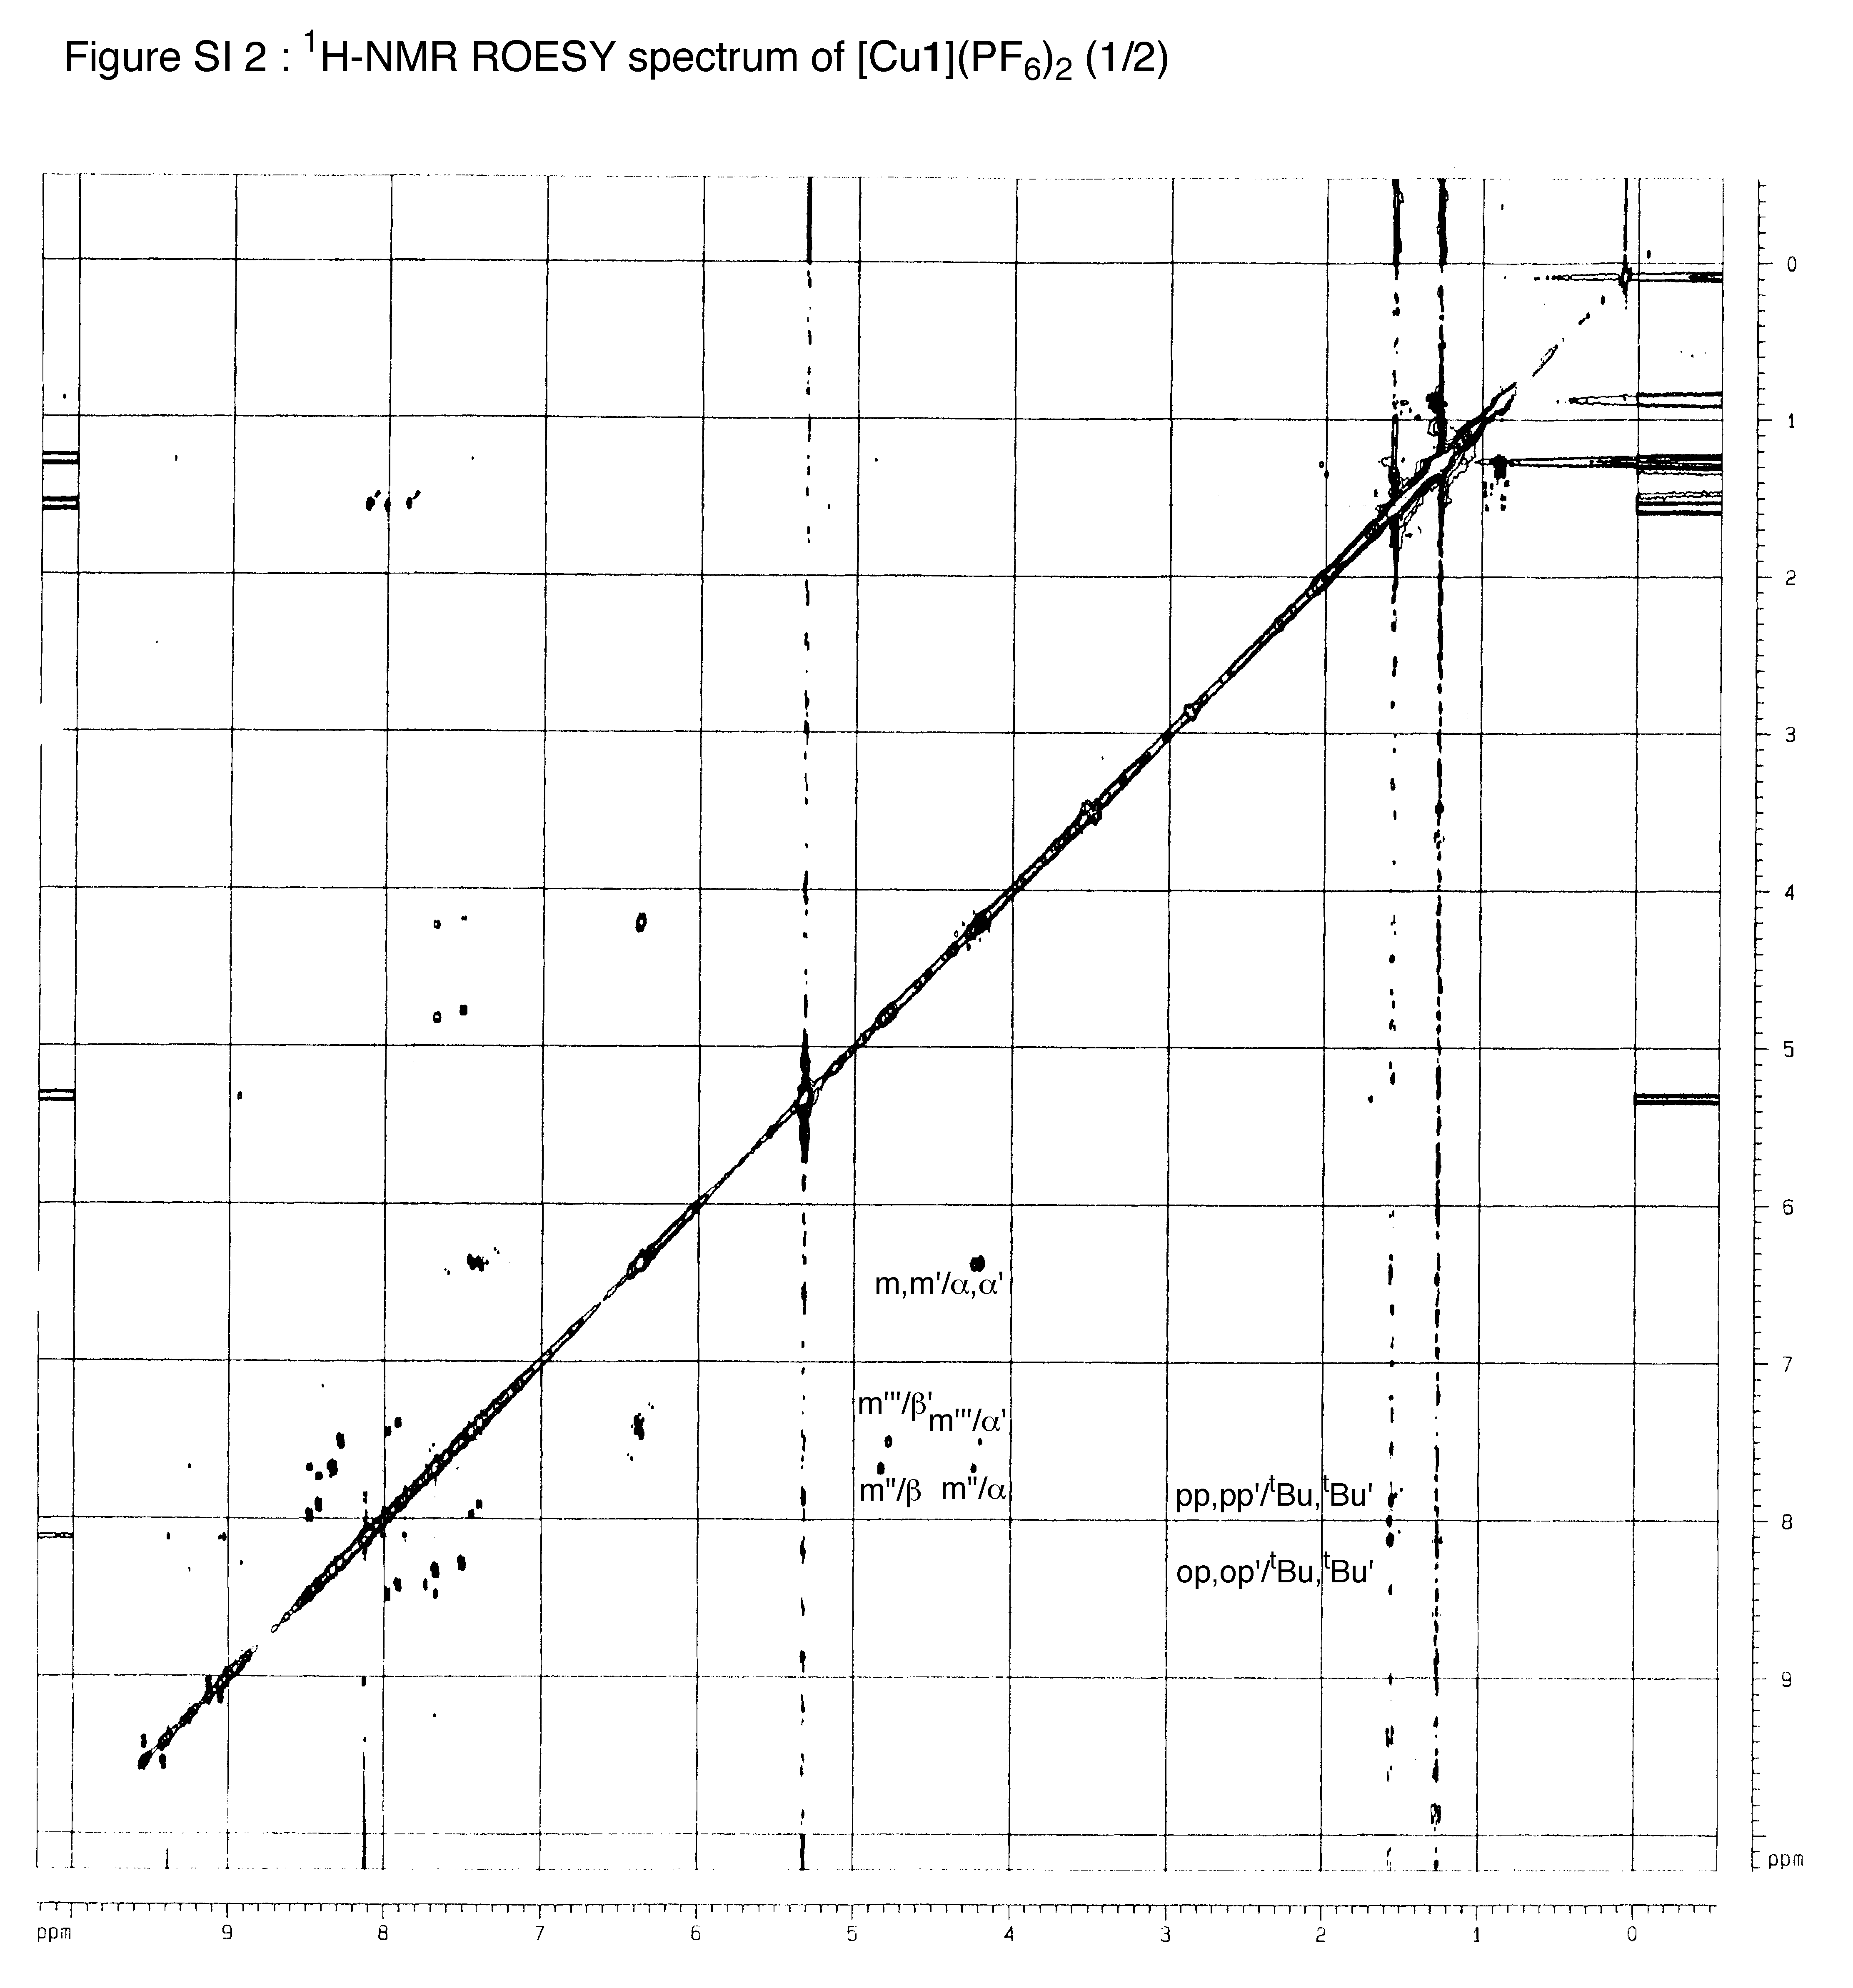 Figure SI 2 : ¹H-NMR ROESY spectrum of [Cu1](PF₆)₂ (1/2)
0
1
2
3
4
5
6
m,m'/α,α'
7
m'''/β' m'''/α'
m''/β m''/α
pp,pp'/ᵗBu,ᵗBu'
8
op,op'/ᵗBu,ᵗBu'
9
ppm
ppm 9 8 7 6 5 4 3 2 1 0